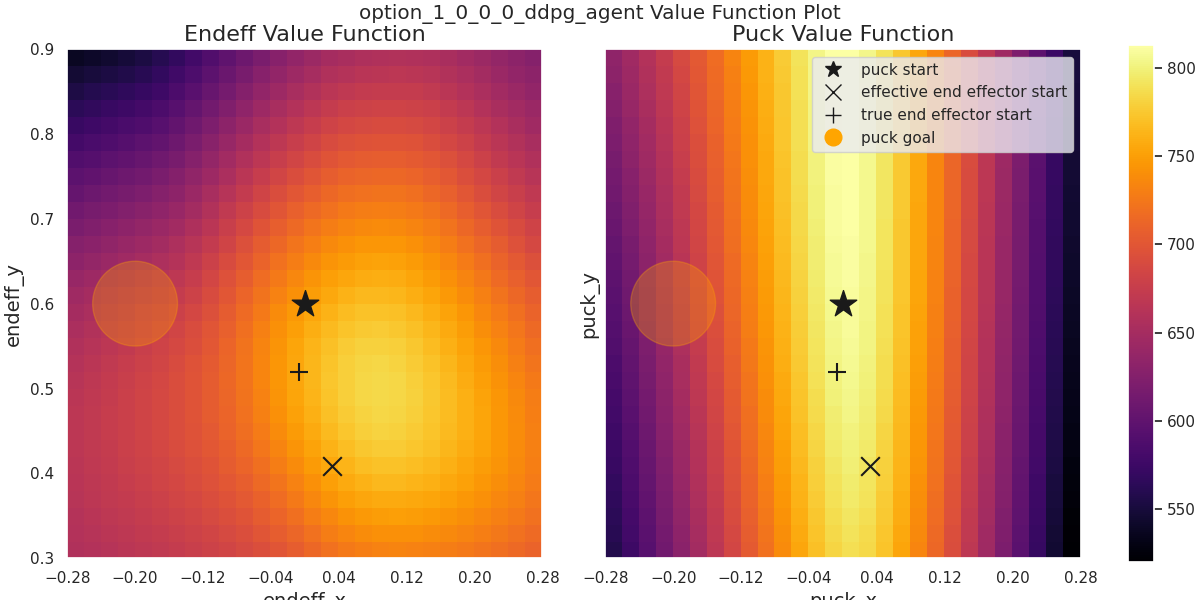 option_1_0_0_0_ddpg_agent Value Function Plot
Endeff Value Function
Puck Value Function
puck start
effective end effector start
true end effector start
puck goal
endeff_y
0.9
0.8
0.7
0.6
0.5
0.4
0.3
−0.28 −0.20 −0.12 −0.04 0.04 0.12 0.20 0.28
endeff_x
puck_y
−0.28 −0.20 −0.12 −0.04 0.04 0.12 0.20 0.28
puck_x
800
750
700
650
600
550